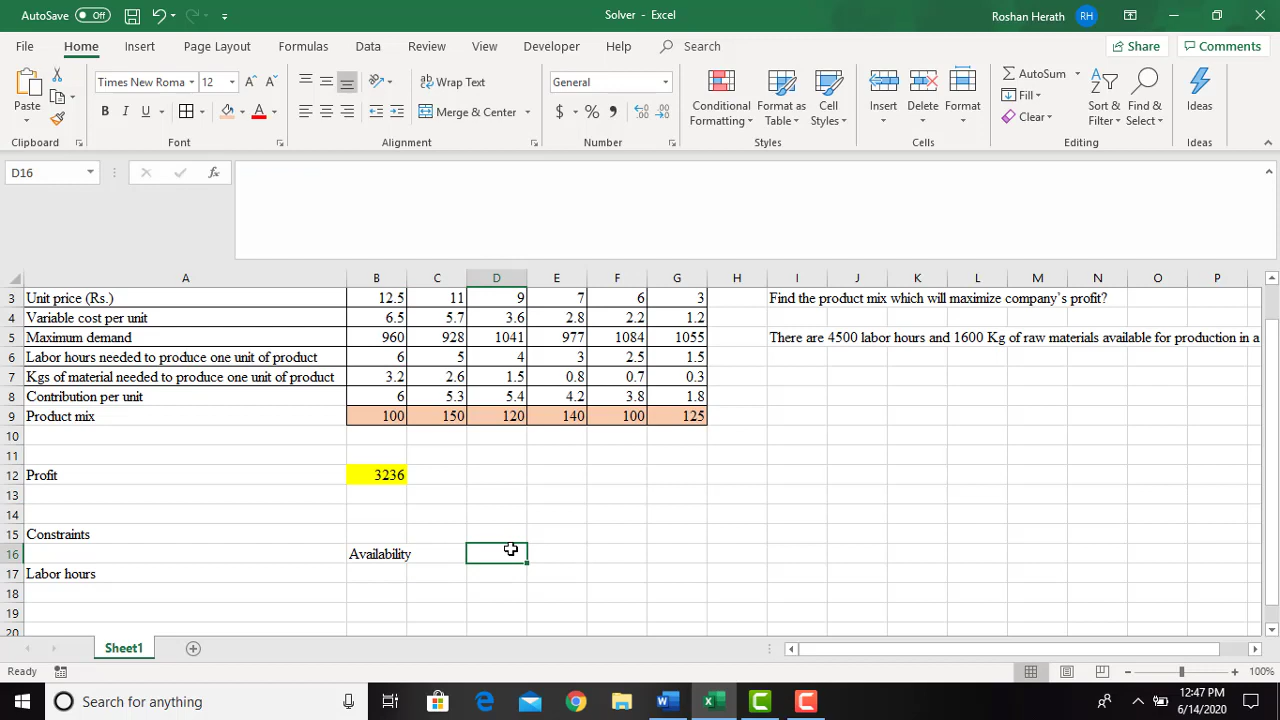 AutoSave Off
Solver - Excel
Roshan Herath RH
File Home Insert Page Layout Formulas Data Review View Developer Help Search Share Comments
Paste
Times New Roma 12
B I U
Wrap Text
Merge & Center
General
$ % ,
Conditional Formatting
Format as Table
Cell Styles
Insert Delete Format
AutoSum
Fill
Clear
Sort & Filter
Find & Select
Ideas
Clipboard Font Alignment Number Styles Cells Editing Ideas
D16 fx
A B C D E F G H I J K L M N O P
3 Unit price (Rs.) 12.5 11 9 7 6 3 Find the product mix which will maximize company's profit?
4 Variable cost per unit 6.5 5.7 3.6 2.8 2.2 1.2
5 Maximum demand 960 928 1041 977 1084 1055 There are 4500 labor hours and 1600 Kg of raw materials available for production in a
6 Labor hours needed to produce one unit of product 6 5 4 3 2.5 1.5
7 Kgs of material needed to produce one unit of product 3.2 2.6 1.5 0.8 0.7 0.3
8 Contribution per unit 6 5.3 5.4 4.2 3.8 1.8
9 Product mix 100 150 120 140 100 125
10
11
12 Profit 3236
13
14
15 Constraints
16 Availability
17 Labor hours
18
19
20
Sheet1
Ready 100%
Search for anything
12:47 PM
6/14/2020